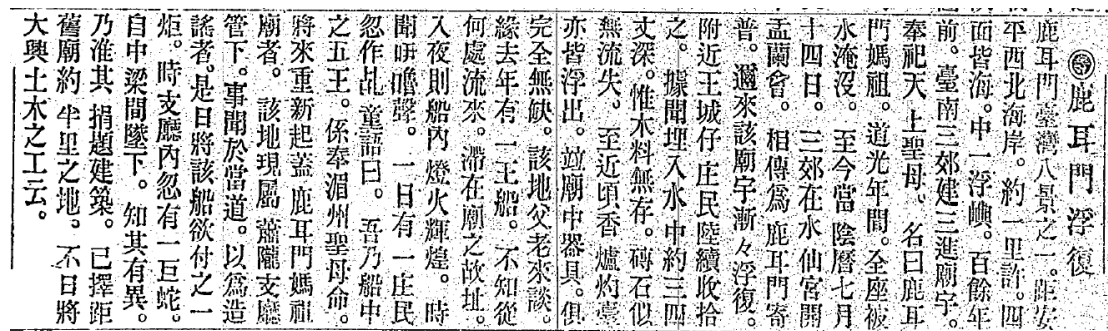 ◎鹿耳門浮復
鹿耳門臺灣八景之一。距安
平西北海岸。約一里許。四
面皆海。中一浮嶼。百餘年
前。臺南三郊建三進廟宇。
奉祀天上聖母。名曰鹿耳
門媽祖。道光年間。全座被
水淹沒。至今當陰曆七月
十四日。三郊在水仙宮開
盂蘭會。相傳爲鹿耳門寄
普。邇來該廟宇漸々浮復。
附近王城仔庄民陸續收拾
之。據聞埋入水中約三四
丈深。惟木料無存。磚石似
無流失。至近頃香爐灼臺
亦皆浮出。竝廟中器具。俱
完全無缺。該地父老來談。
緣去年有一王船。不知從
何處流來。滯在廟之故址。
入夜則船內燈火輝煌。時
聞聲。一日有一庄民
忽作乩童語曰。吾乃船中
之五王。係奉湄州聖母命。
將來重新起蓋鹿耳門媽祖
廟者。該地現屬蕭壠支廳
管下。事聞於當道。以爲造
謠者。是日將該船欲付之一
炬。時支廳內忽有一巨蛇。
自中梁間墜下。知其有異。
乃准其捐題建築。已擇距
舊廟約半里之地。不日將
大興土木之工云。